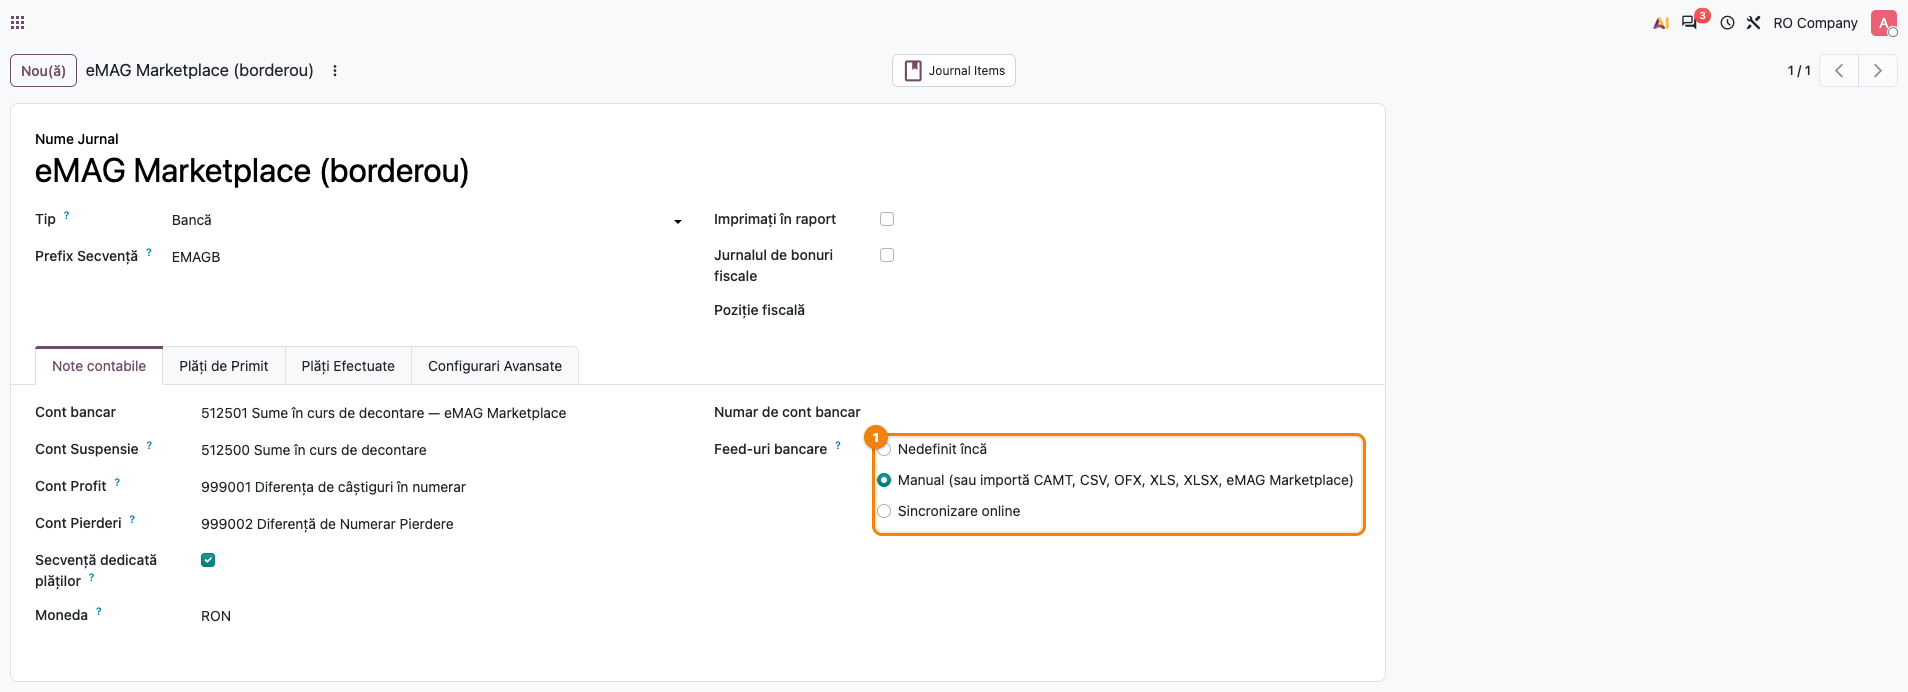 AI
3
RO Company
A
Nou(ă)
eMAG Marketplace (borderou)
Journal Items
1 / 1
Nume Jurnal
eMAG Marketplace (borderou)
Tip ?
Bancă
Imprimați în raport
Prefix Secvență ?
EMAGB
Jurnalul de bonuri
fiscale
Poziție fiscală
Note contabile
Plăți de Primit
Plăți Efectuate
Configurari Avansate
Cont bancar
512501 Sume în curs de decontare — eMAG Marketplace
Numar de cont bancar
Cont Suspensie ?
512500 Sume în curs de decontare
Feed-uri bancare ?
1
Nedefinit încă
Manual (sau importă CAMT, CSV, OFX, XLS, XLSX, eMAG Marketplace)
Sincronizare online
Cont Profit ?
999001 Diferența de câștiguri în numerar
Cont Pierderi ?
999002 Diferență de Numerar Pierdere
Secvență dedicată
plăților ?
Moneda ?
RON